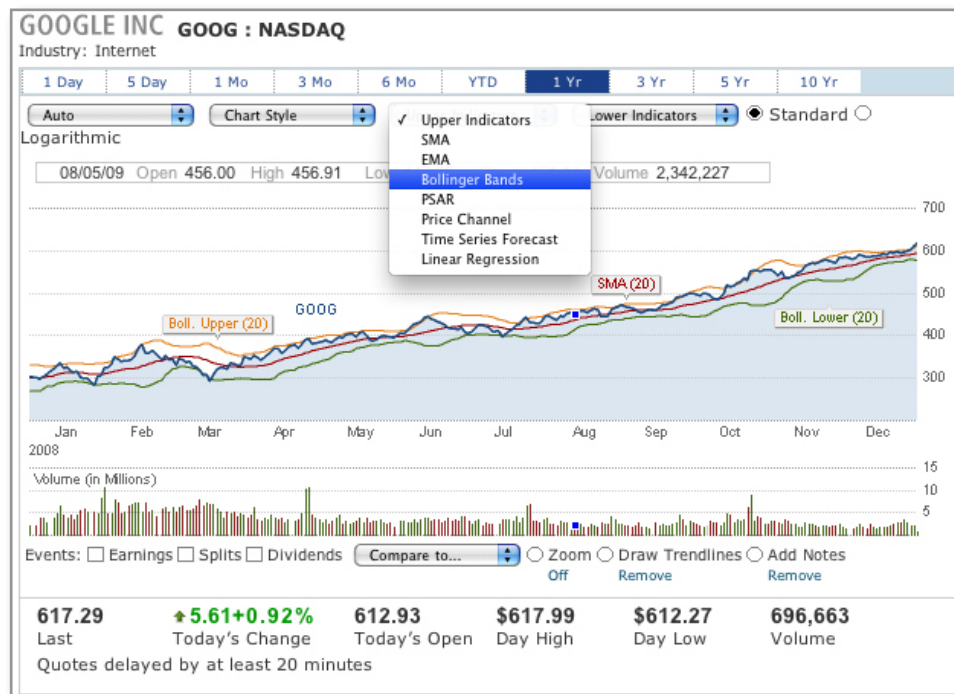 GOOGLE INC GOOG : NASDAQ
Industry: Internet
1 Day 5 Day 1 Mo 3 Mo 6 Mo YTD 1 Yr 3 Yr 5 Yr 10 Yr
Auto Chart Style Lower Indicators Standard
Logarithmic
✓ Upper Indicators
SMA
EMA
Bollinger Bands
PSAR
Price Channel
Time Series Forecast
Linear Regression
08/05/09 Open 456.00 High 456.91 Volume 2,342,227
700
600
500
400
300
SMA (20)
GOOG
Boll. Upper (20)
Boll. Lower (20)
Jan Feb Mar Apr May Jun Jul Aug Sep Oct Nov Dec
2008
Volume (in Millions)
15
10
5
Events: Earnings Splits Dividends Compare to... Zoom Draw Trendlines Add Notes
Off Remove Remove
617.29 5.61+0.92% 612.93 $617.99 $612.27 696,663
Last Today's Change Today's Open Day High Day Low Volume
Quotes delayed by at least 20 minutes